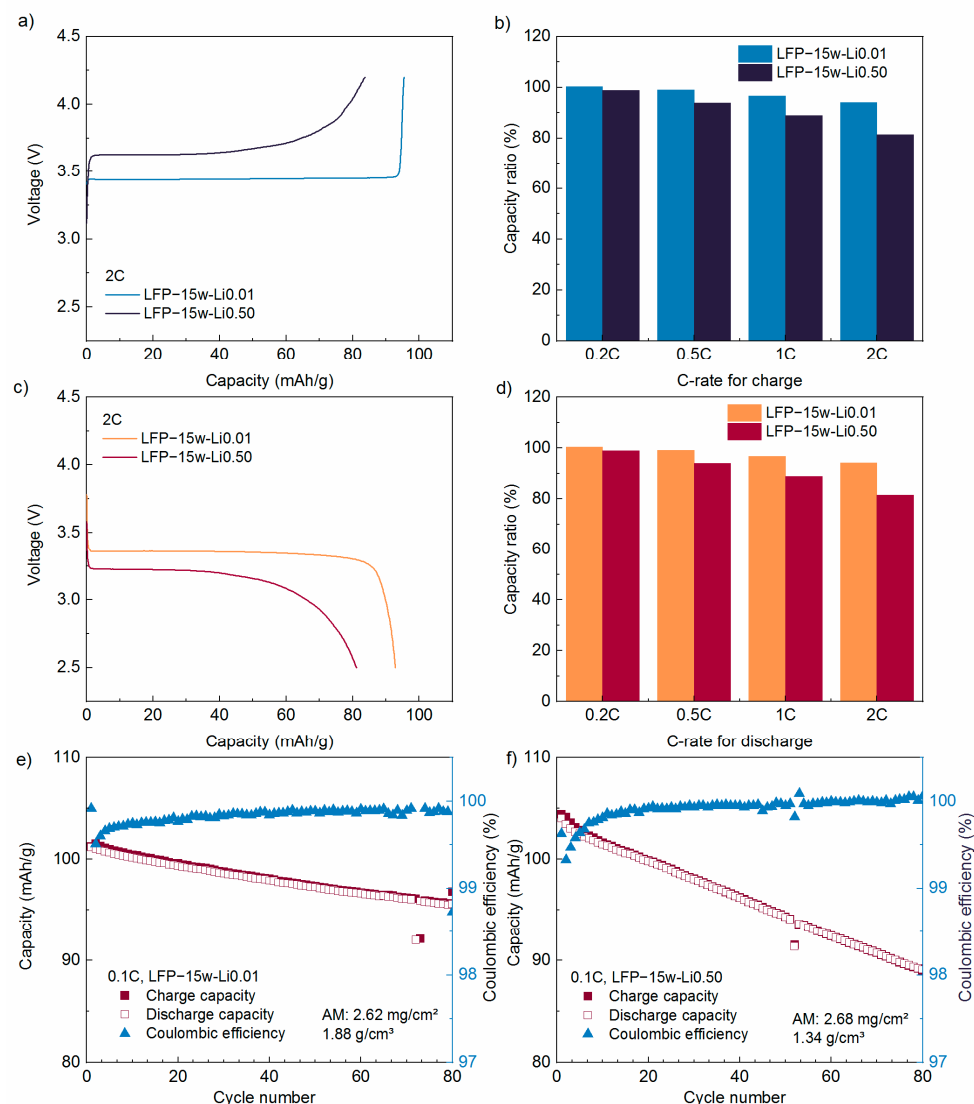 a)
4.5
4.0
3.5
3.0
2.5
Voltage (V)
2C
LFP−15w-Li0.01
LFP−15w-Li0.50
0 20 40 60 80 100
Capacity (mAh/g)
b)
120
100
80
60
40
20
0
Capacity ratio (%)
LFP−15w-Li0.01
LFP−15w-Li0.50
0.2C 0.5C 1C 2C
C-rate for charge
c)
4.5
4.0
3.5
3.0
2.5
Voltage (V)
2C
LFP−15w-Li0.01
LFP−15w-Li0.50
0 20 40 60 80 100
Capacity (mAh/g)
d)
120
100
80
60
40
20
0
Capacity ratio (%)
LFP−15w-Li0.01
LFP−15w-Li0.50
0.2C 0.5C 1C 2C
C-rate for discharge
e)
110
100
90
80
Capacity (mAh/g)
0.1C, LFP−15w-Li0.01
Charge capacity
Discharge capacity
Coulombic efficiency
AM: 2.62 mg/cm²
1.88 g/cm³
100
99
98
97
Coulombic efficiency (%)
0 20 40 60 80
Cycle number
f)
110
100
90
80
Capacity (mAh/g)
0.1C, LFP−15w-Li0.50
Charge capacity
Discharge capacity
Coulombic efficiency
AM: 2.68 mg/cm²
1.34 g/cm³
100
99
98
97
Coulombic efficiency (%)
0 20 40 60 80
Cycle number